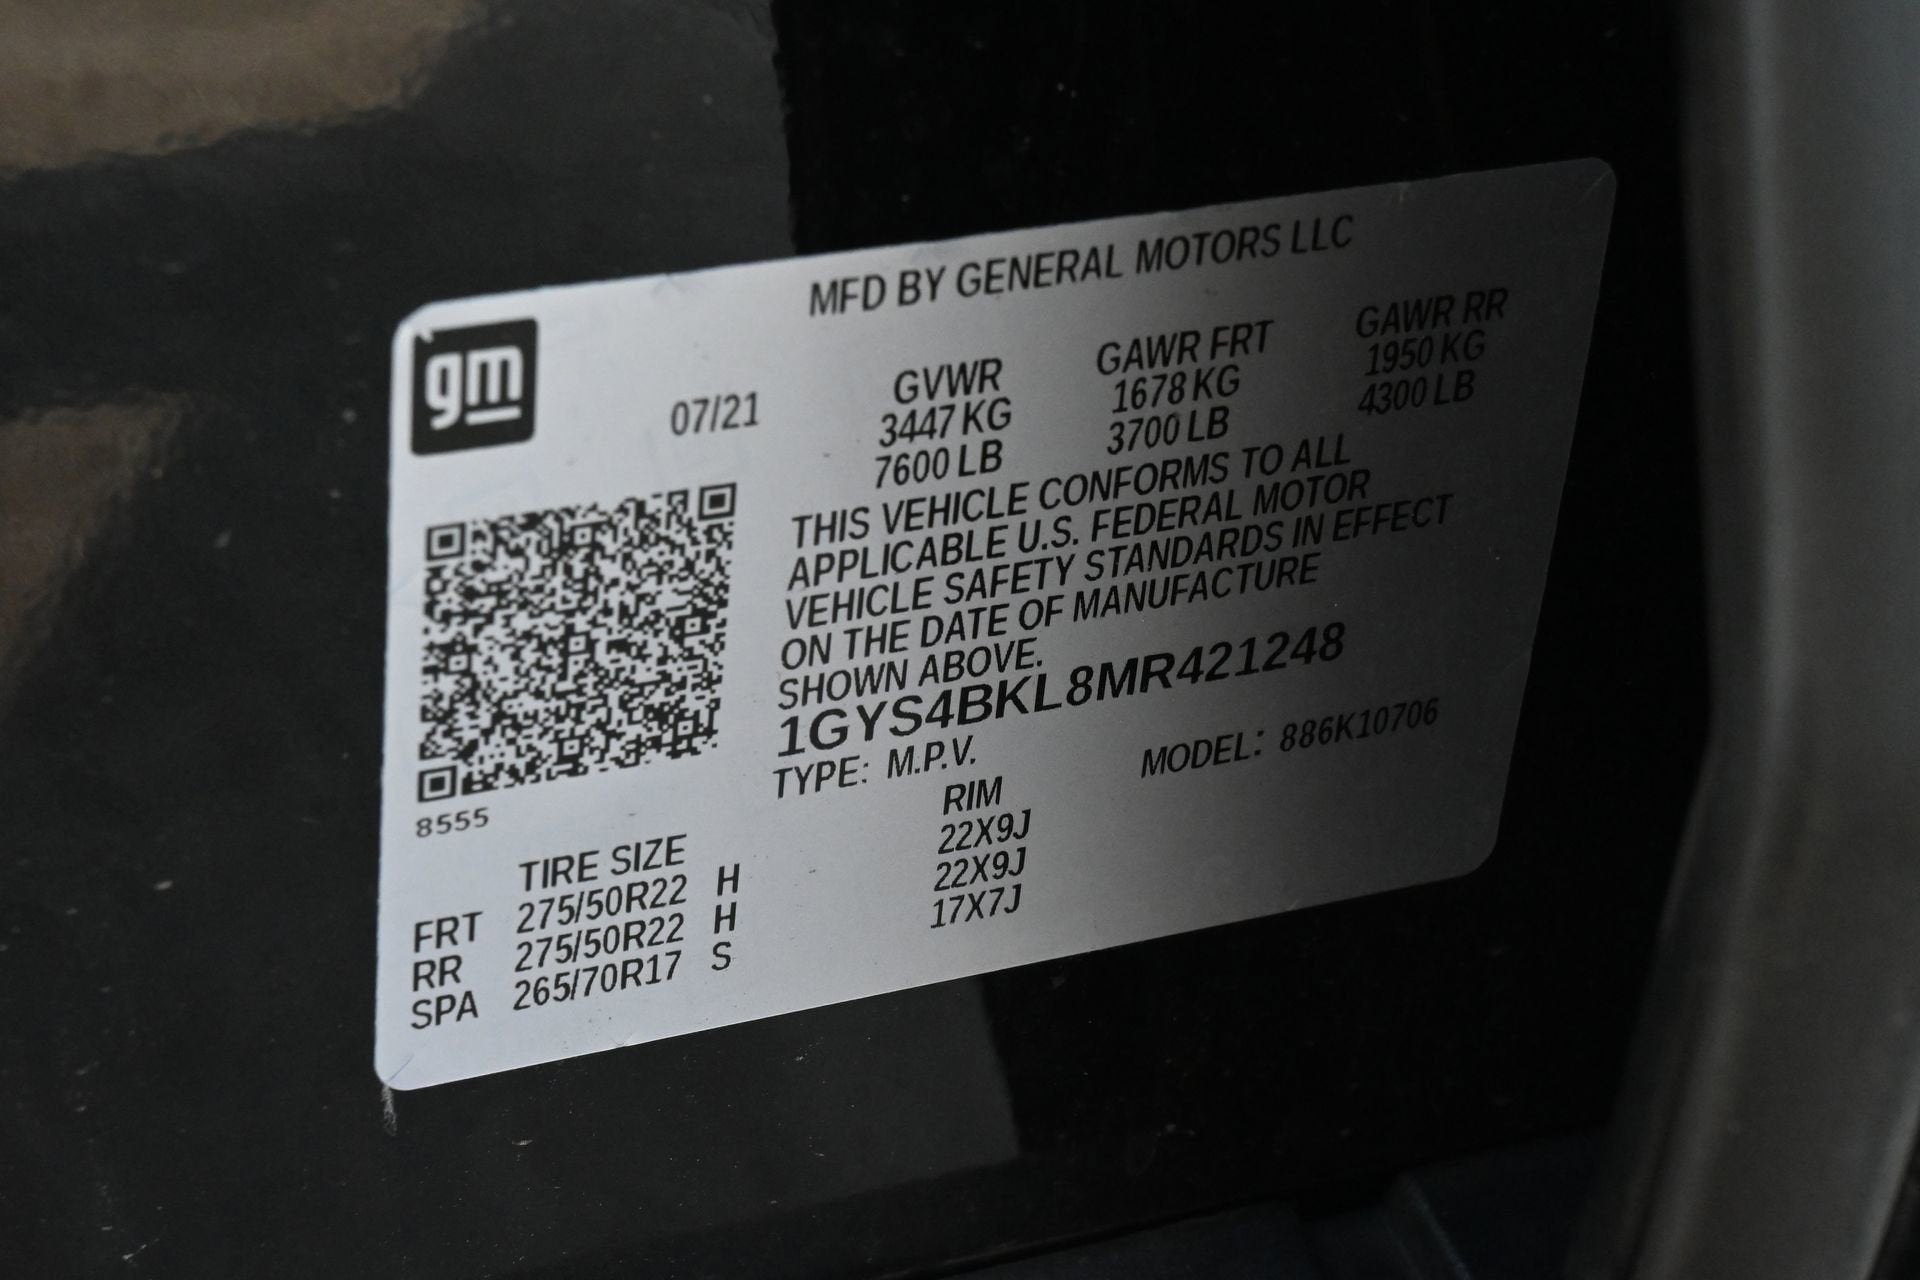 MFD BY GENERAL MOTORS LLC
gm
07/21
GVWR
3447 KG
7600 LB
GAWR FRT
1678 KG
3700 LB
GAWR RR
1950 KG
4300 LB
THIS VEHICLE CONFORMS TO ALL
APPLICABLE U.S. FEDERAL MOTOR
VEHICLE SAFETY STANDARDS IN EFFECT
ON THE DATE OF MANUFACTURE
SHOWN ABOVE.
1GYS4BKL8MR421248
TYPE: M.P.V. MODEL: 886K10706
8555
TIRE SIZE RIM
FRT 275/50R22 H 22X9J
RR 275/50R22 H 22X9J
SPA 265/70R17 S 17X7J